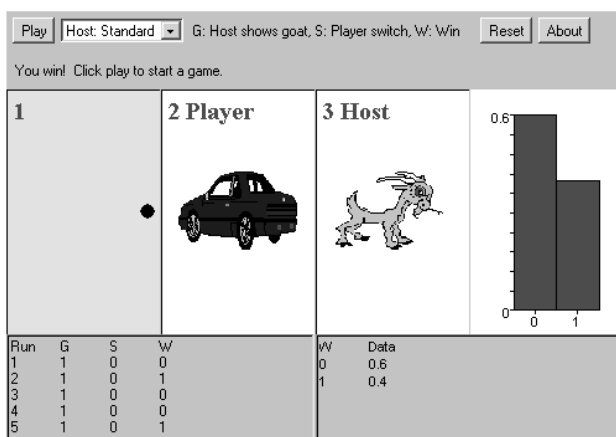 Play Host: Standard G: Host shows goat, S: Player switch, W: Win Reset About
You win! Click play to start a game.
1 2 Player 3 Host
0.6
0
0 1
Run G S W
1 1 0 0
2 1 0 1
3 1 0 0
4 1 0 0
5 1 0 1
W Data
0 0.6
1 0.4